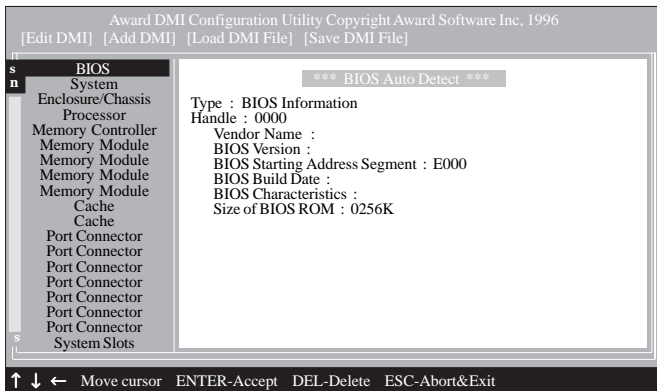 Award DMI Configuration Utility Copyright Award Software Inc, 1996
[Edit DMI] [Add DMI] [Load DMI File] [Save DMI File]
s
n
BIOS
System
Enclosure/Chassis
Processor
Memory Controller
Memory Module
Memory Module
Memory Module
Memory Module
Cache
Cache
Port Connector
Port Connector
Port Connector
Port Connector
Port Connector
Port Connector
Port Connector
System Slots
s
*** BIOS Auto Detect ***
Type : BIOS Information
Handle : 0000
Vendor Name :
BIOS Version :
BIOS Starting Address Segment : E000
BIOS Build Date :
BIOS Characteristics :
Size of BIOS ROM : 0256K
↑ ↓ ← Move cursor ENTER-Accept DEL-Delete ESC-Abort&Exit